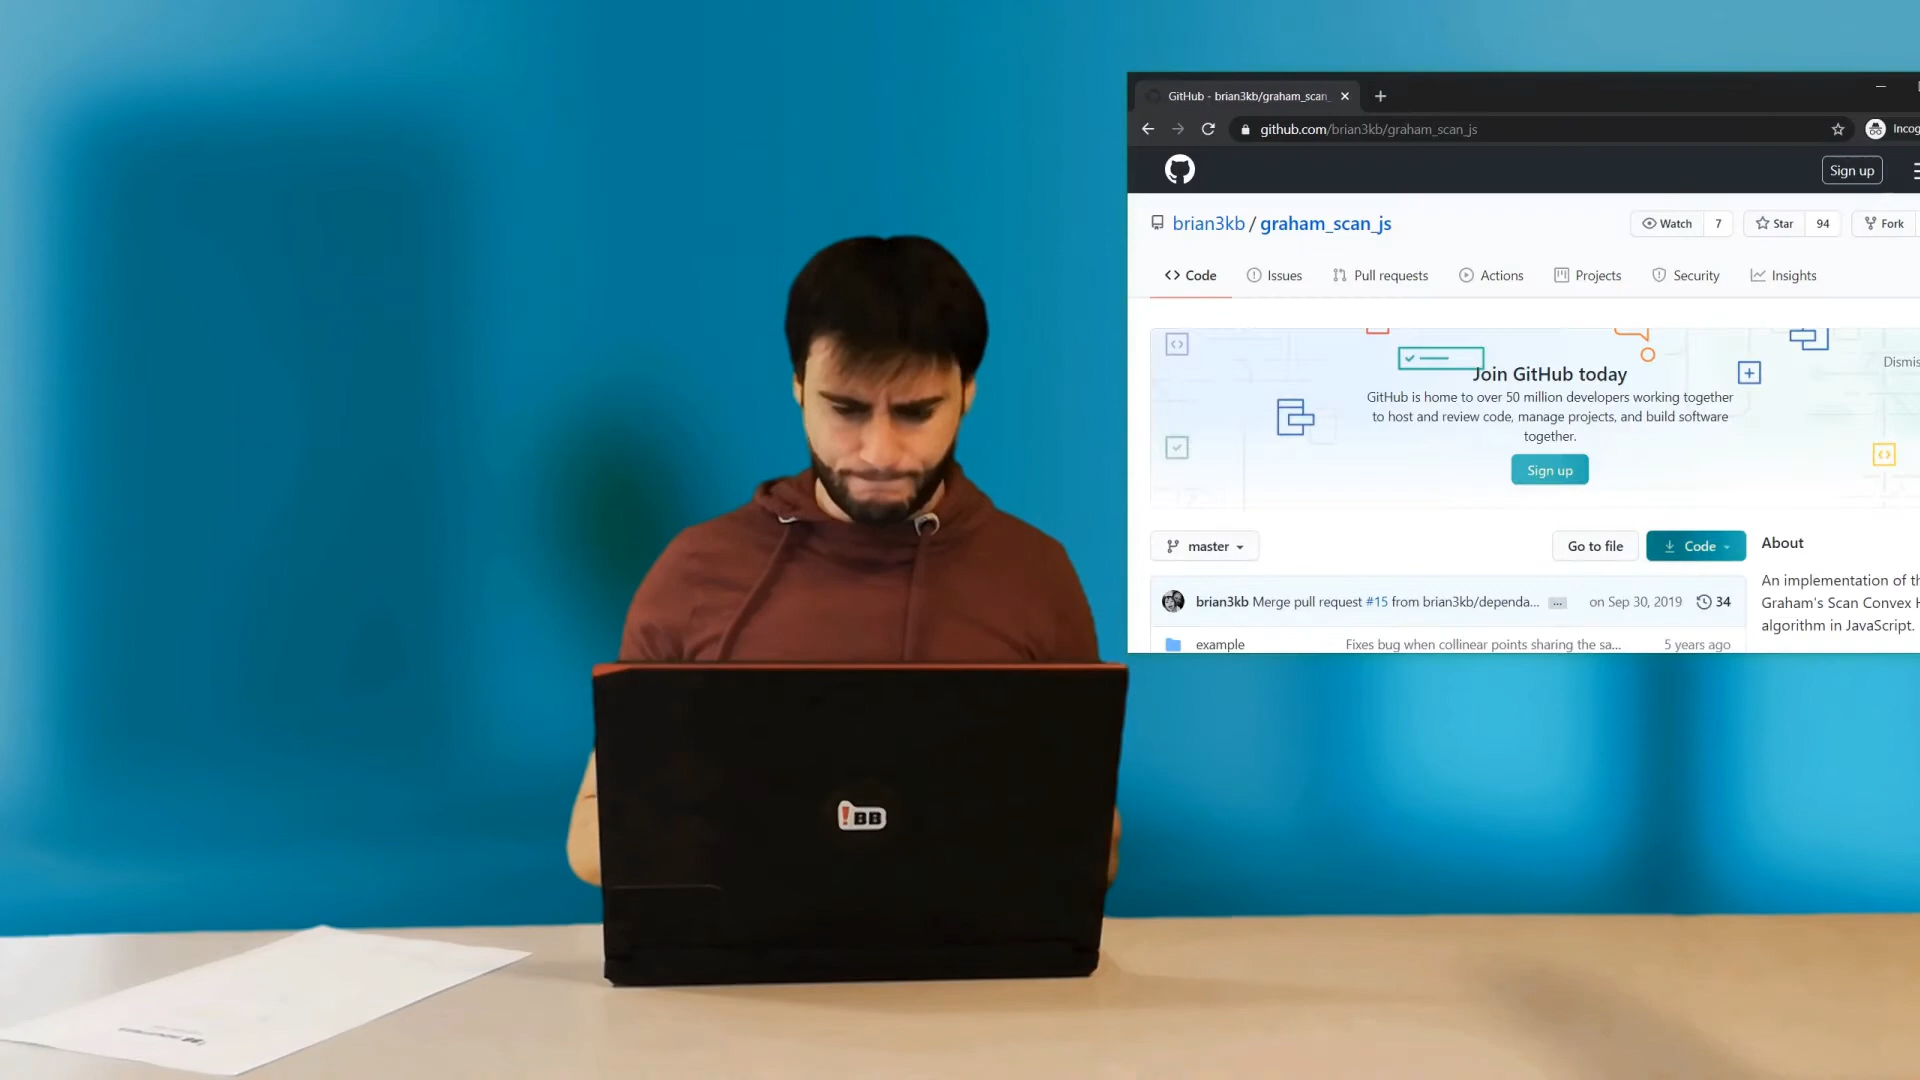 GitHub - brian3kb/graham_scan_
github.com/brian3kb/graham_scan_js
Incog
Sign up
brian3kb / graham_scan_js
Watch 7 Star 94 Fork
Code Issues Pull requests Actions Projects Security Insights
Dismis
Join GitHub today
GitHub is home to over 50 million developers working together
to host and review code, manage projects, and build software
together.
Sign up
master Go to file Code About
An implementation of th
Graham's Scan Convex H
algorithm in JavaScript.
brian3kb Merge pull request #15 from brian3kb/dependa... ... on Sep 30, 2019 34
example Fixes bug when collinear points sharing the sa... 5 years ago
!BB